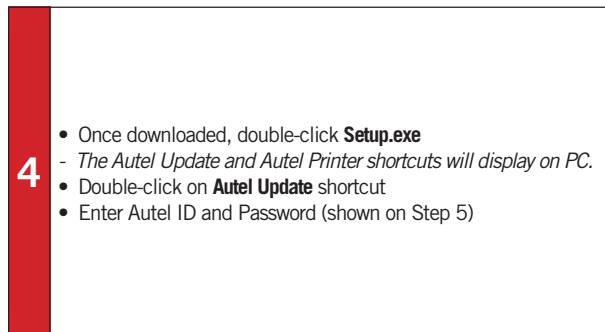 4
• Once downloaded, double-click Setup.exe
- The Autel Update and Autel Printer shortcuts will display on PC.
• Double-click on Autel Update shortcut
• Enter Autel ID and Password (shown on Step 5)